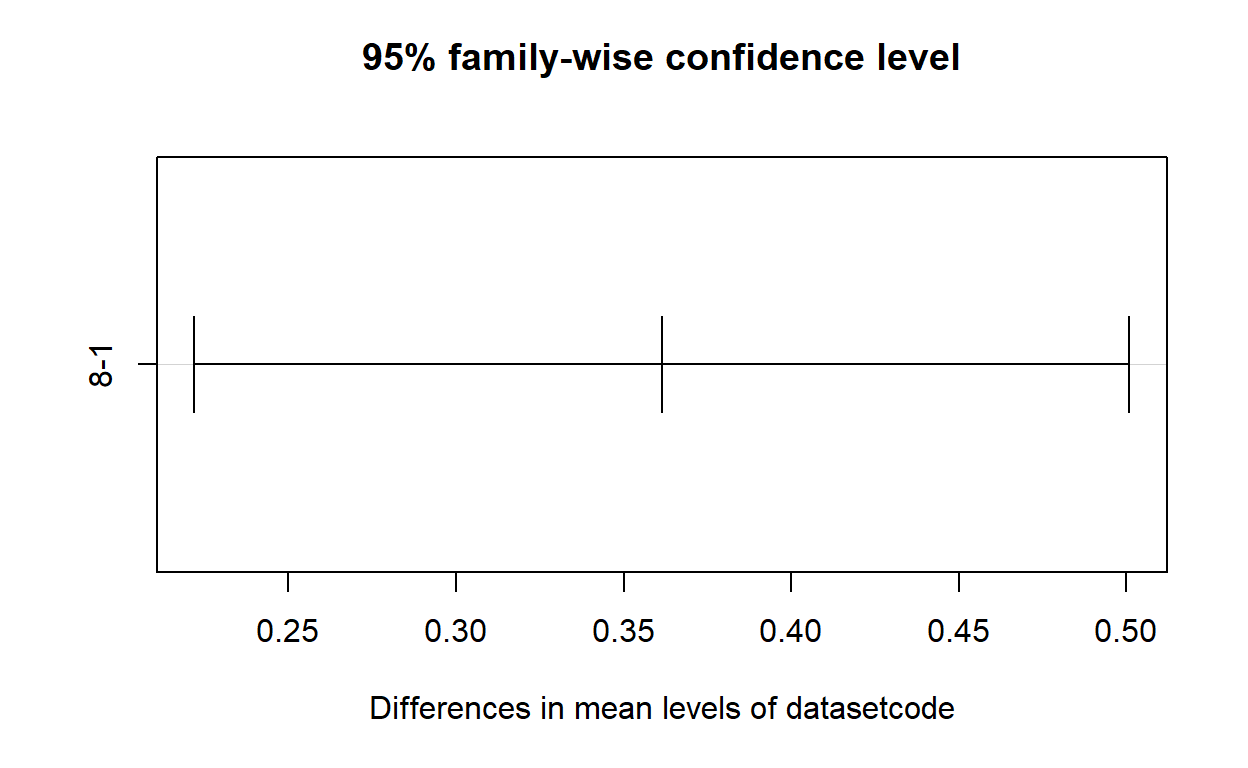 95% family-wise confidence level
8-1
0.25 0.30 0.35 0.40 0.45 0.50
Differences in mean levels of datasetcode